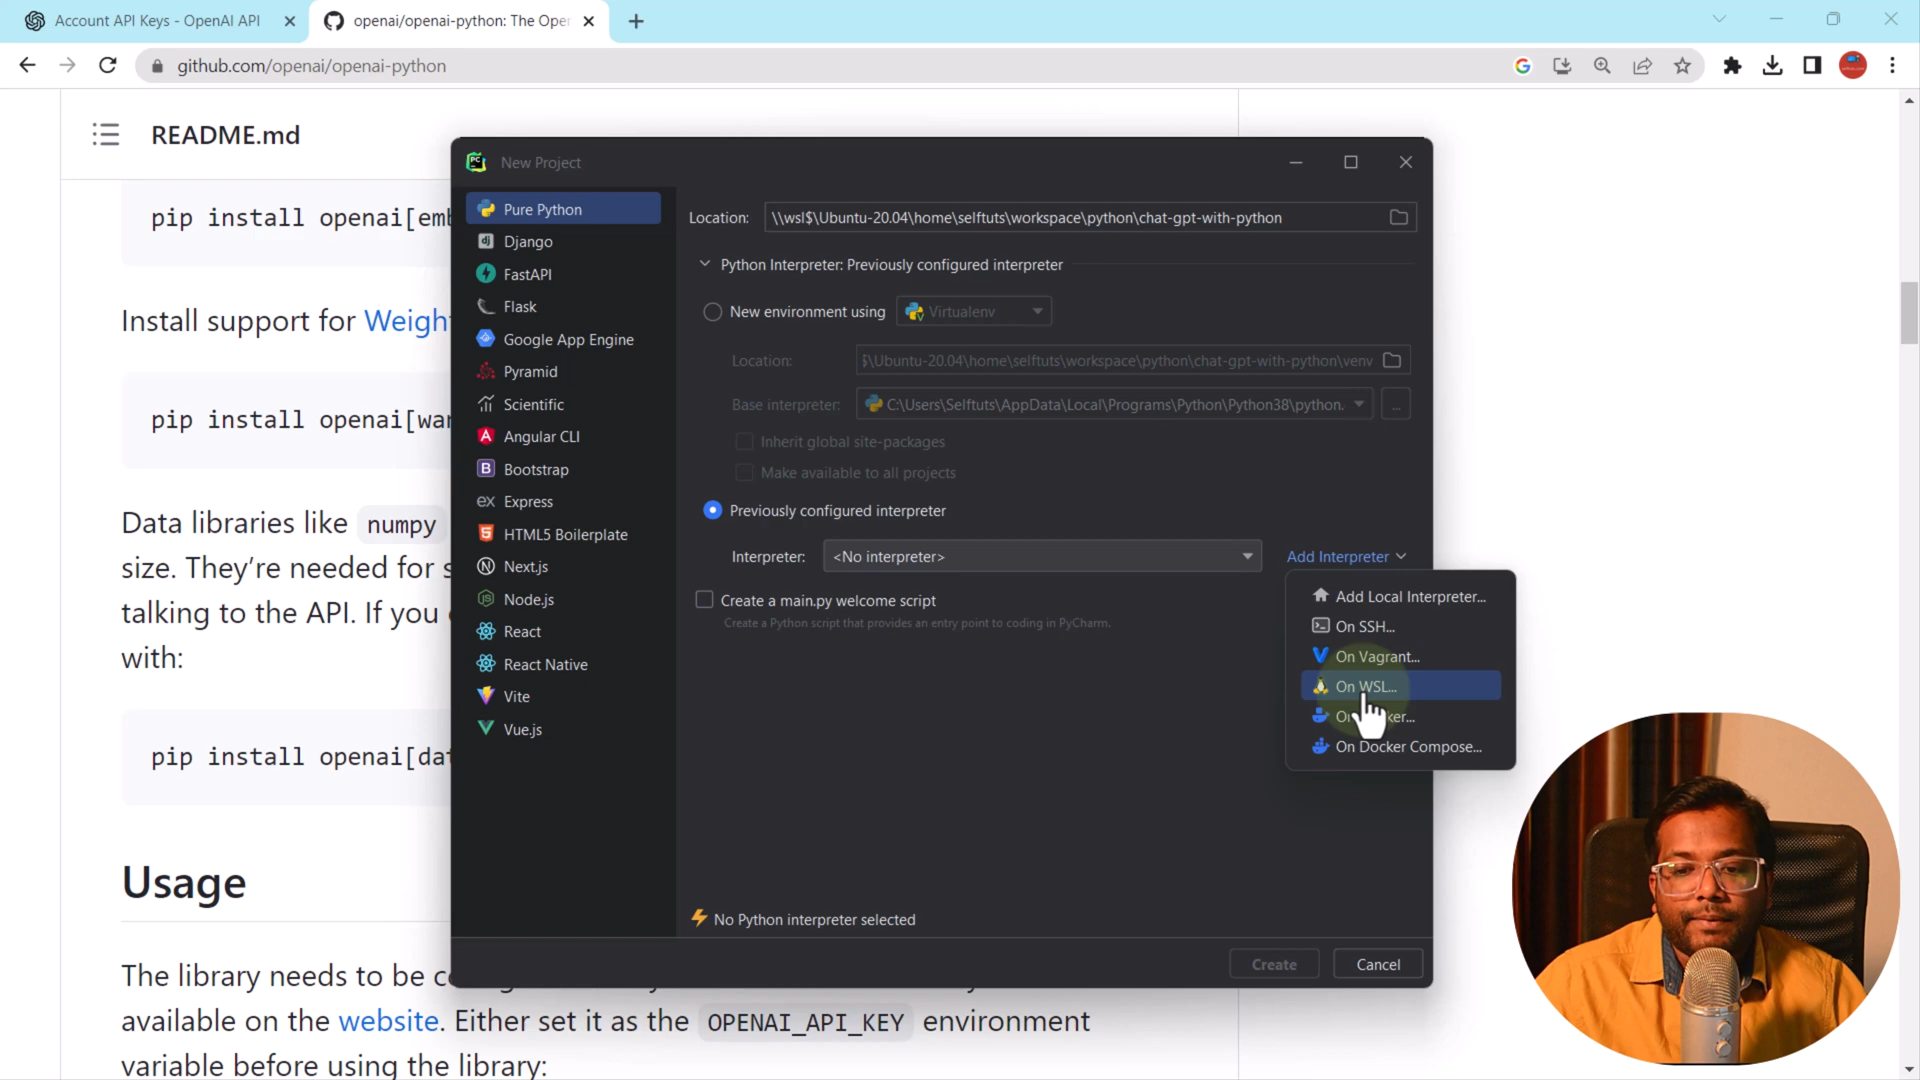 Account API Keys - OpenAI API
openai/openai-python: The Open
github.com/openai/openai-python
README.md
pip install openai[emb
Install support for Weigh
pip install openai[wan
Data libraries like numpy
size. They're needed for s
talking to the API. If you
with:
pip install openai[dat
Usage
The library needs to be
available on the website. Either set it as the OPENAI_API_KEY environment
variable before using the library:
New Project
Pure Python
Django
FastAPI
Flask
Google App Engine
Pyramid
Scientific
Angular CLI
Bootstrap
Express
HTML5 Boilerplate
Next.js
Node.js
React
React Native
Vite
Vue.js
Location: \\wsl$\Ubuntu-20.04\home\selftuts\workspace\python\chat-gpt-with-python
Python Interpreter: Previously configured interpreter
New environment using Virtualenv
Location: $\Ubuntu-20.04\home\selftuts\workspace\python\chat-gpt-with-python\venv
Base interpreter: C:\Users\Selftuts\AppData\Local\Programs\Python\Python38\python. ...
Inherit global site-packages
Make available to all projects
Previously configured interpreter
Interpreter: <No interpreter> Add Interpreter
Create a main.py welcome script
Create a Python script that provides an entry point to coding in PyCharm.
Add Local Interpreter...
On SSH...
On Vagrant...
On WSL...
On Docker Compose...
No Python interpreter selected
Create
Cancel